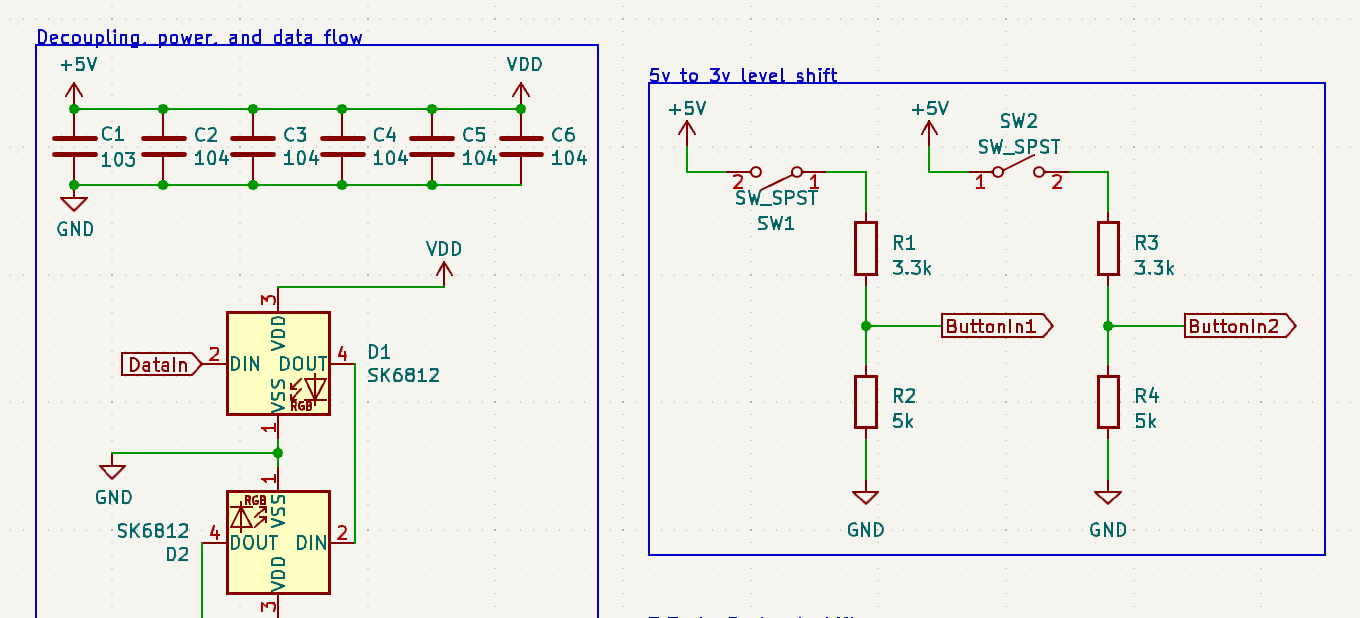 Decoupling, power, and data flow
+5V
VDD
C1
103
C2
104
C3
104
C4
104
C5
104
C6
104
GND
VDD
3
VDD
DataIn
2
DIN
DOUT
4
VSS
RGB
1
D1
SK6812
GND
1
RGB
VSS
SK6812
D2
4
DOUT
DIN
2
VDD
3
5v to 3v level shift
+5V
2
1
SW_SPST
SW1
R1
3.3k
ButtonIn1
R2
5k
GND
+5V
SW2
SW_SPST
1
2
R3
3.3k
ButtonIn2
R4
5k
GND